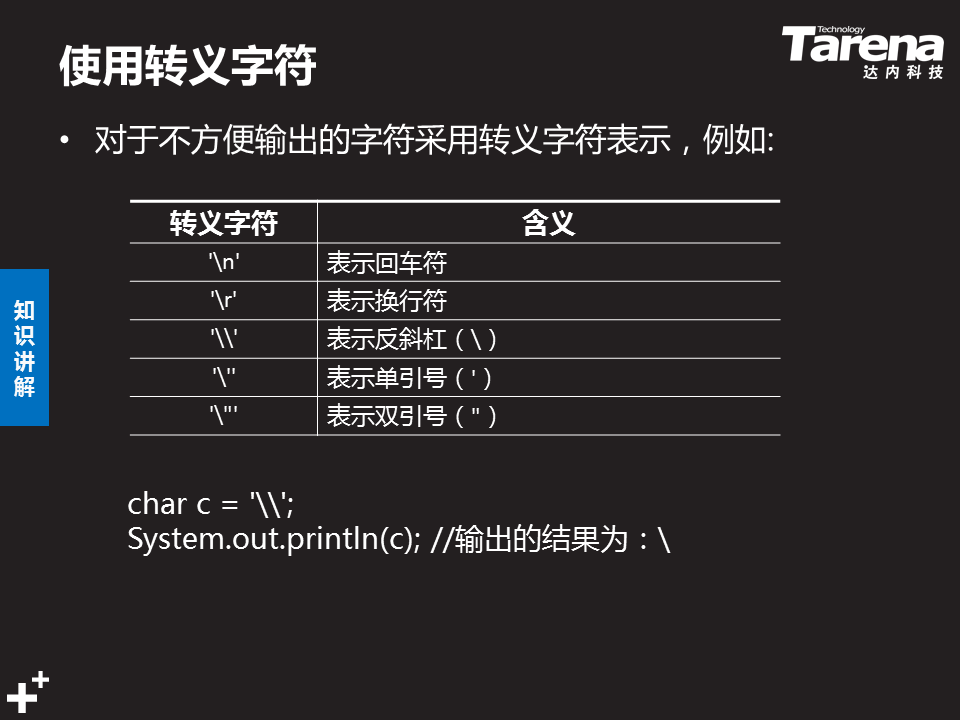 使用转义字符
Technology
Tarena
达内科技
• 对于不方便输出的字符采用转义字符表示，例如:
转义字符 含义
'\n' 表示回车符
'\r' 表示换行符
'\\' 表示反斜杠（\）
'\'' 表示单引号（'）
'\"' 表示双引号（"）
知识讲解
char c = '\\';
System.out.println(c); //输出的结果为：\